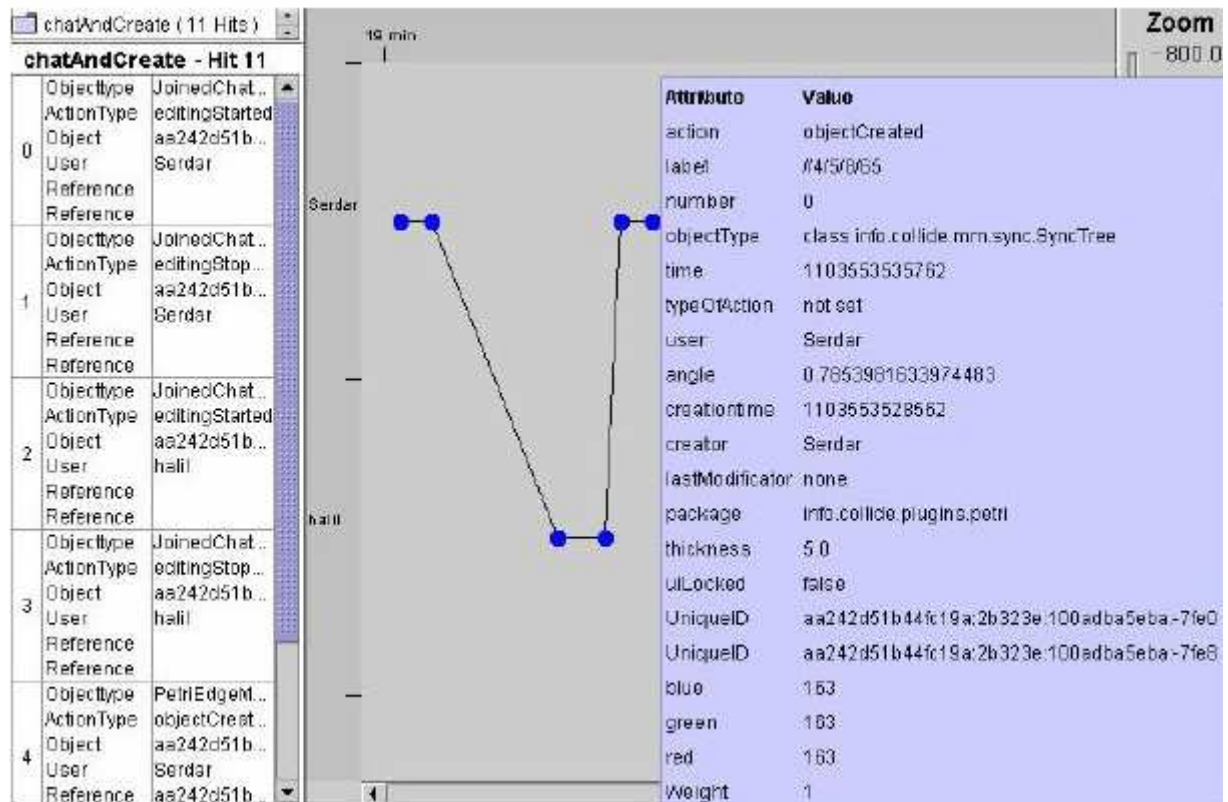 chatAndCreate ( 11 Hits )
chatAndCreate - Hit 11
0
Objecttype JoinedChat...
ActionType editingStarted
Object aa242d51b...
User Serdar
Reference
Reference
1
Objecttype JoinedChat...
ActionType editingStop...
Object aa242d51b...
User Serdar
Reference
Reference
2
Objecttype JoinedChat...
ActionType editingStarted
Object aa242d51b...
User halil
Reference
Reference
3
Objecttype JoinedChat...
ActionType editingStop...
Object aa242d51b...
User halil
Reference
Reference
4
Objecttype PetriEdgeM...
ActionType objectCreat...
Object aa242d51b...
User Serdar
Reference aa242d51b...
19 min
Serdar
halil
Zoom
800.0
Attribute Value
action objectCreated
label //4/5/8/65
number 0
objectType class info.collide.mm.sync.SyncTree
time 1103553535762
typeOfAction not set
user Serdar
angle 0.7853981633974483
creationtime 1103553528562
creator Serdar
lastModificator none
package info.collide.plugins.petri
thickness 5.0
uiLocked false
UniqueID aa242d51b44fc19a:2b323e:100adba5eba:-7fe0
UniqueID aa242d51b44fc19a:2b323e:100adba5eba:-7fe8
blue 163
green 163
red 163
Weight 1